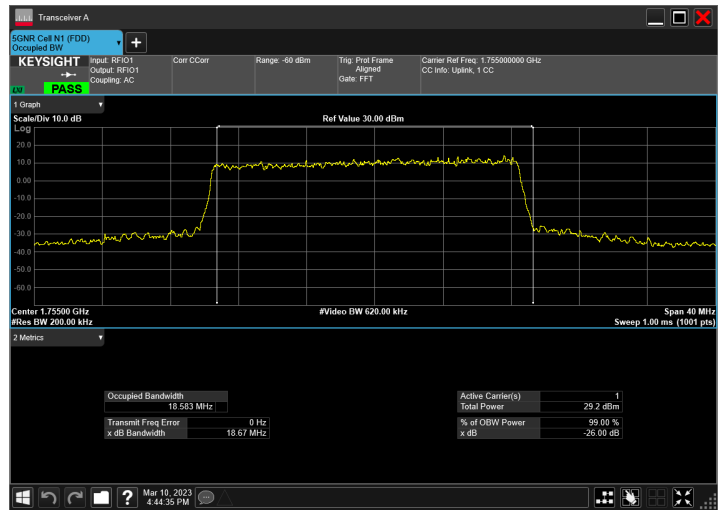 Transceiver A
5GNR Cell N1 (FDD)
Occupied BW
KEYSIGHT
LXI
PASS
Input: RFIO1
Output: RFIO1
Coupling: AC
Corr CCorr
Range: -60 dBm
Trig: Prot Frame
Aligned
Gate: FFT
Carrier Ref Freq: 1.755000000 GHz
CC Info: Uplink, 1 CC
1 Graph
Scale/Div 10.0 dB
Ref Value 30.00 dBm
Log
20.0
10.0
0.00
-10.0
-20.0
-30.0
-40.0
-50.0
-60.0
Center 1.75500 GHz
#Video BW 620.00 kHz
Span 40 MHz
#Res BW 200.00 kHz
Sweep 1.00 ms (1001 pts)
2 Metrics
Occupied Bandwidth
18.583 MHz
Transmit Freq Error 0 Hz
x dB Bandwidth 18.67 MHz
Active Carrier(s) 1
Total Power 29.2 dBm
% of OBW Power 99.00 %
x dB -26.00 dB
Mar 10, 2023
4:44:35 PM